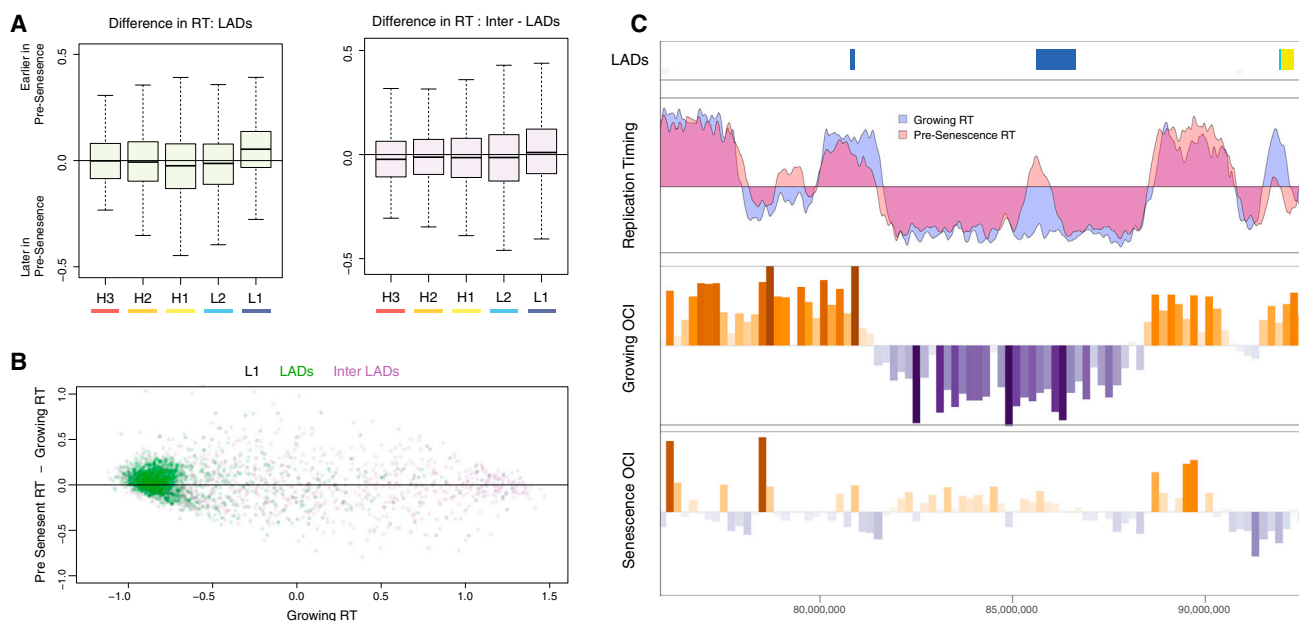 A
Difference in RT: LADs
Earlier in
Pre-Senesence
Later in
Pre-Senescence
0.5
0.0
−0.5
H3 H2 H1 L2 L1
Difference in RT : Inter - LADs
0.5
0.0
−0.5
H3 H2 H1 L2 L1
B
L1 LADs Inter LADs
Pre Senesent RT − Growing RT
1.0
0.5
0.0
−0.5
−1.0
−1.0 −0.5 0.0 0.5 1.0 1.5
Growing RT
C
LADs
Replication Timing
Growing RT
Pre-Senescence RT
Growing OCI
Senescence OCI
80,000,000 85,000,000 90,000,000